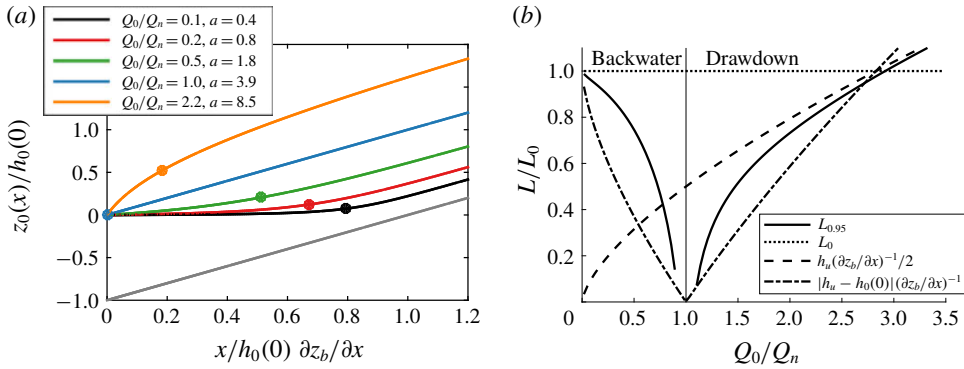 (a)
Q₀/Qₙ = 0.1, a = 0.4
Q₀/Qₙ = 0.2, a = 0.8
Q₀/Qₙ = 0.5, a = 1.8
Q₀/Qₙ = 1.0, a = 3.9
Q₀/Qₙ = 2.2, a = 8.5
1.0
0.5
0
−0.5
−1.0
z₀(x)/h₀(0)
0 0.2 0.4 0.6 0.8 1.0 1.2
x/h₀(0) ∂z_b/∂x
(b)
Backwater Drawdown
1.0
0.8
0.6
0.4
0.2
L/L₀
L₀.₉₅
L₀
hᵤ(∂z_b/∂x)⁻¹/2
|hᵤ − h₀(0)|(∂z_b/∂x)⁻¹
0 0.5 1.0 1.5 2.0 2.5 3.0 3.5
Q₀/Qₙ